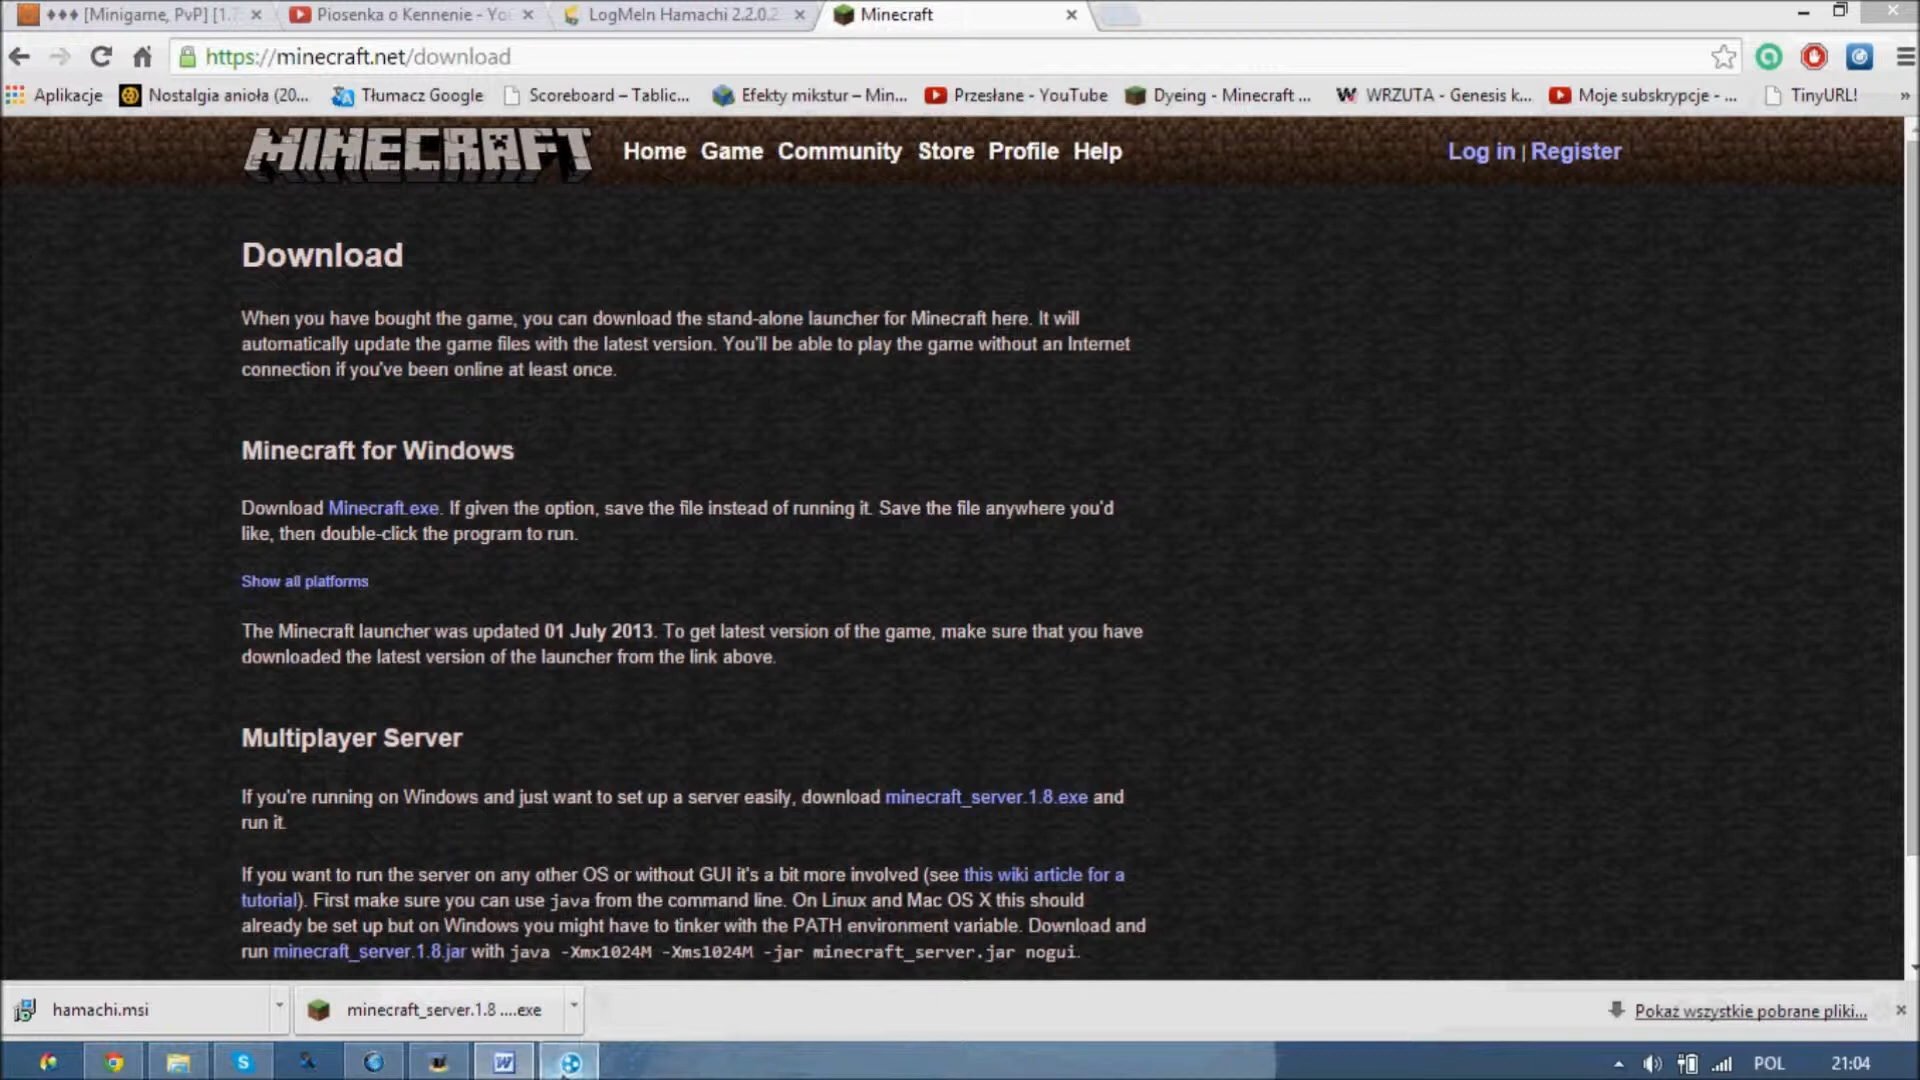 ♦♦♦ [Minigame, PvP] [1.7
Piosenka o Kennenie - Yo
LogMeIn Hamachi 2.2.0.2
Minecraft
https://minecraft.net/download
Aplikacje
Nostalgia anioła (20...
Tłumacz Google
Scoreboard – Tablic...
Efekty mikstur – Min...
Przesłane - YouTube
Dyeing - Minecraft ...
WRZUTA - Genesis k...
Moje subskrypcje - ...
TinyURL!
»
MINECRAFT
Home Game Community Store Profile Help
Log in | Register
Download
When you have bought the game, you can download the stand-alone launcher for Minecraft here. It will
automatically update the game files with the latest version. You'll be able to play the game without an Internet
connection if you've been online at least once.
Minecraft for Windows
Download Minecraft.exe. If given the option, save the file instead of running it. Save the file anywhere you'd
like, then double-click the program to run.
Show all platforms
The Minecraft launcher was updated 01 July 2013. To get latest version of the game, make sure that you have
downloaded the latest version of the launcher from the link above.
Multiplayer Server
If you're running on Windows and just want to set up a server easily, download minecraft_server.1.8.exe and
run it.
If you want to run the server on any other OS or without GUI it's a bit more involved (see this wiki article for a
tutorial). First make sure you can use java from the command line. On Linux and Mac OS X this should
already be set up but on Windows you might have to tinker with the PATH environment variable. Download and
run minecraft_server.1.8.jar with java -Xmx1024M -Xms1024M -jar minecraft_server.jar nogui.
hamachi.msi
minecraft_server.1.8 ....exe
Pokaż wszystkie pobrane pliki...
POL
21:04